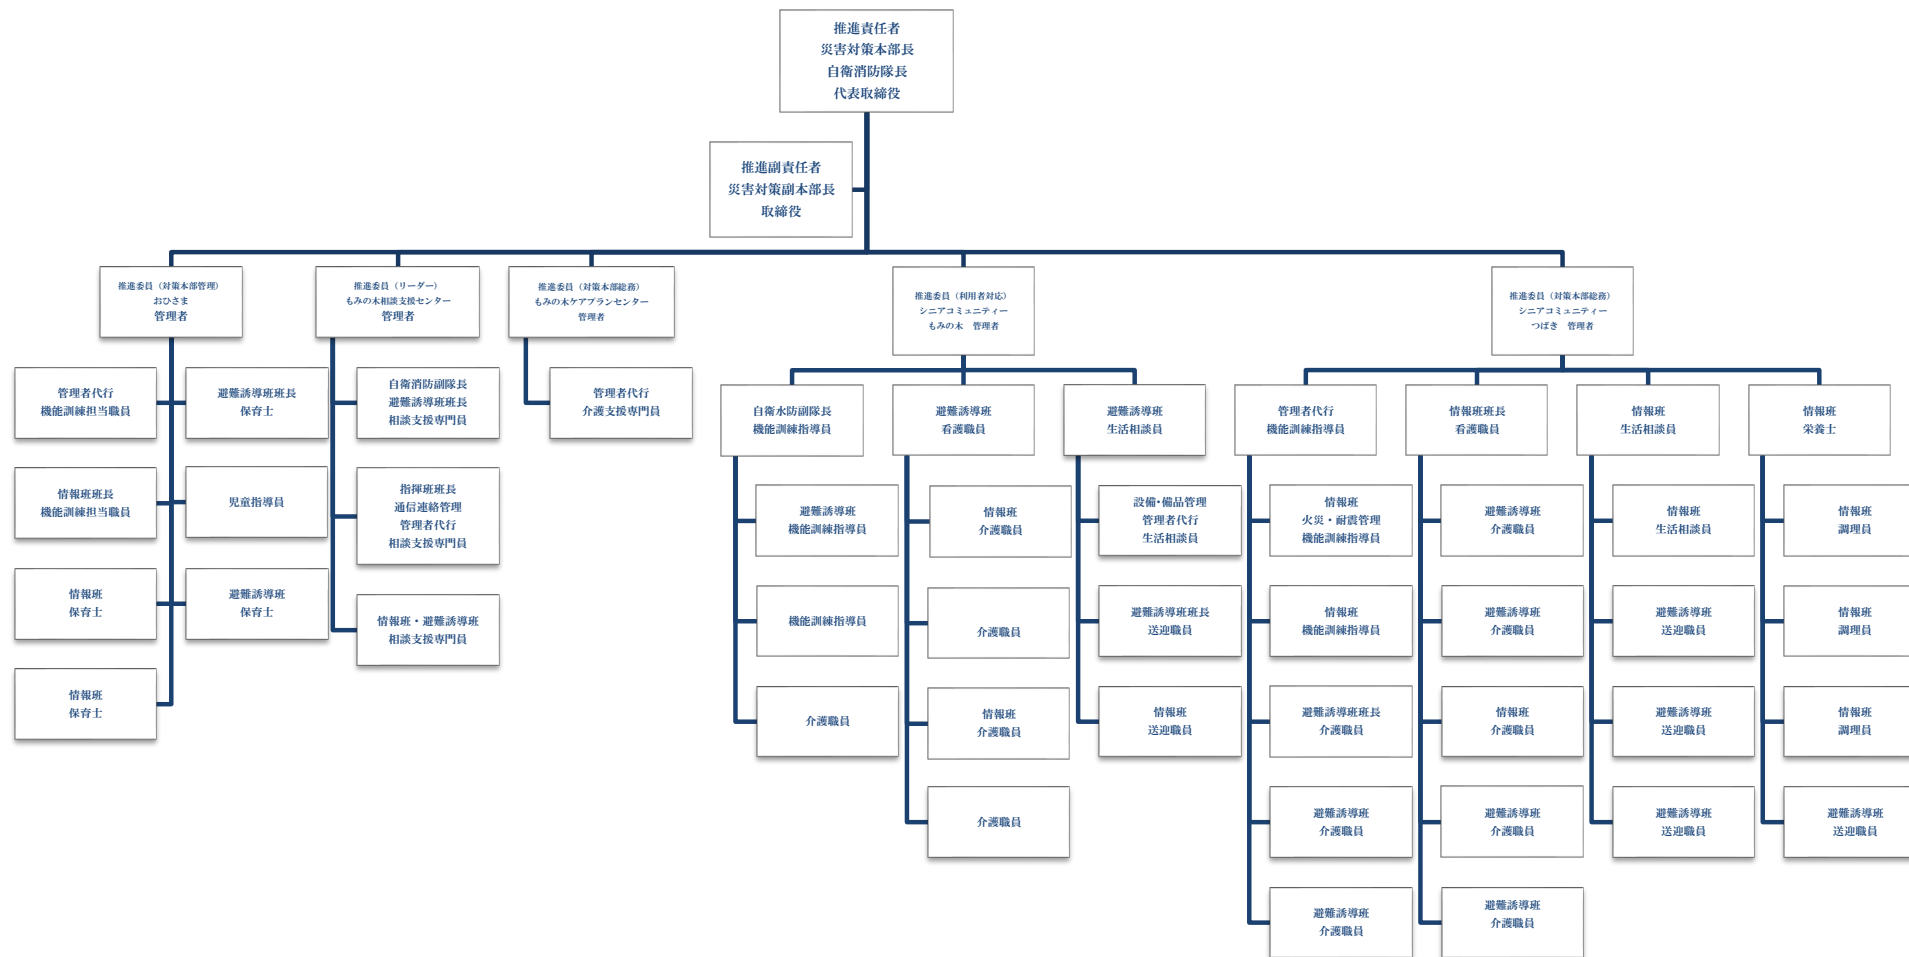 推進責任者
災害対策本部長
自衛消防隊長
代表取締役
推進副責任者
災害対策副本部長
取締役
推進委員（対策本部管理）
おひさま
管理者
推進委員（リーダー）
もみの木相談支援センター
管理者
推進委員（対策本部総務）
もみの木ケアプランセンター
管理者
推進委員（利用者対応）
シニアコミュニティー
もみの木　管理者
推進委員（対策本部総務）
シニアコミュニティー
つばき　管理者
管理者代行
機能訓練担当職員
避難誘導班班長
保育士
情報班班長
機能訓練担当職員
児童指導員
情報班
保育士
避難誘導班
保育士
情報班
保育士
自衛消防副隊長
避難誘導班班長
相談支援専門員
指揮班班長
通信連絡管理
管理者代行
相談支援専門員
情報班・避難誘導班
相談支援専門員
管理者代行
介護支援専門員
自衛水防副隊長
機能訓練指導員
避難誘導班
機能訓練指導員
機能訓練指導員
介護職員
避難誘導班
看護職員
情報班
介護職員
介護職員
情報班
介護職員
介護職員
避難誘導班
生活相談員
設備・備品管理
管理者代行
生活相談員
避難誘導班班長
送迎職員
情報班
送迎職員
管理者代行
機能訓練指導員
情報班
火災・耐震管理
機能訓練指導員
情報班
機能訓練指導員
避難誘導班班長
介護職員
避難誘導班
介護職員
避難誘導班
介護職員
情報班班長
看護職員
避難誘導班
介護職員
避難誘導班
介護職員
情報班
介護職員
避難誘導班
介護職員
避難誘導班
介護職員
情報班
生活相談員
情報班
生活相談員
避難誘導班
送迎職員
避難誘導班
送迎職員
避難誘導班
送迎職員
情報班
栄養士
情報班
調理員
情報班
調理員
情報班
調理員
避難誘導班
送迎職員